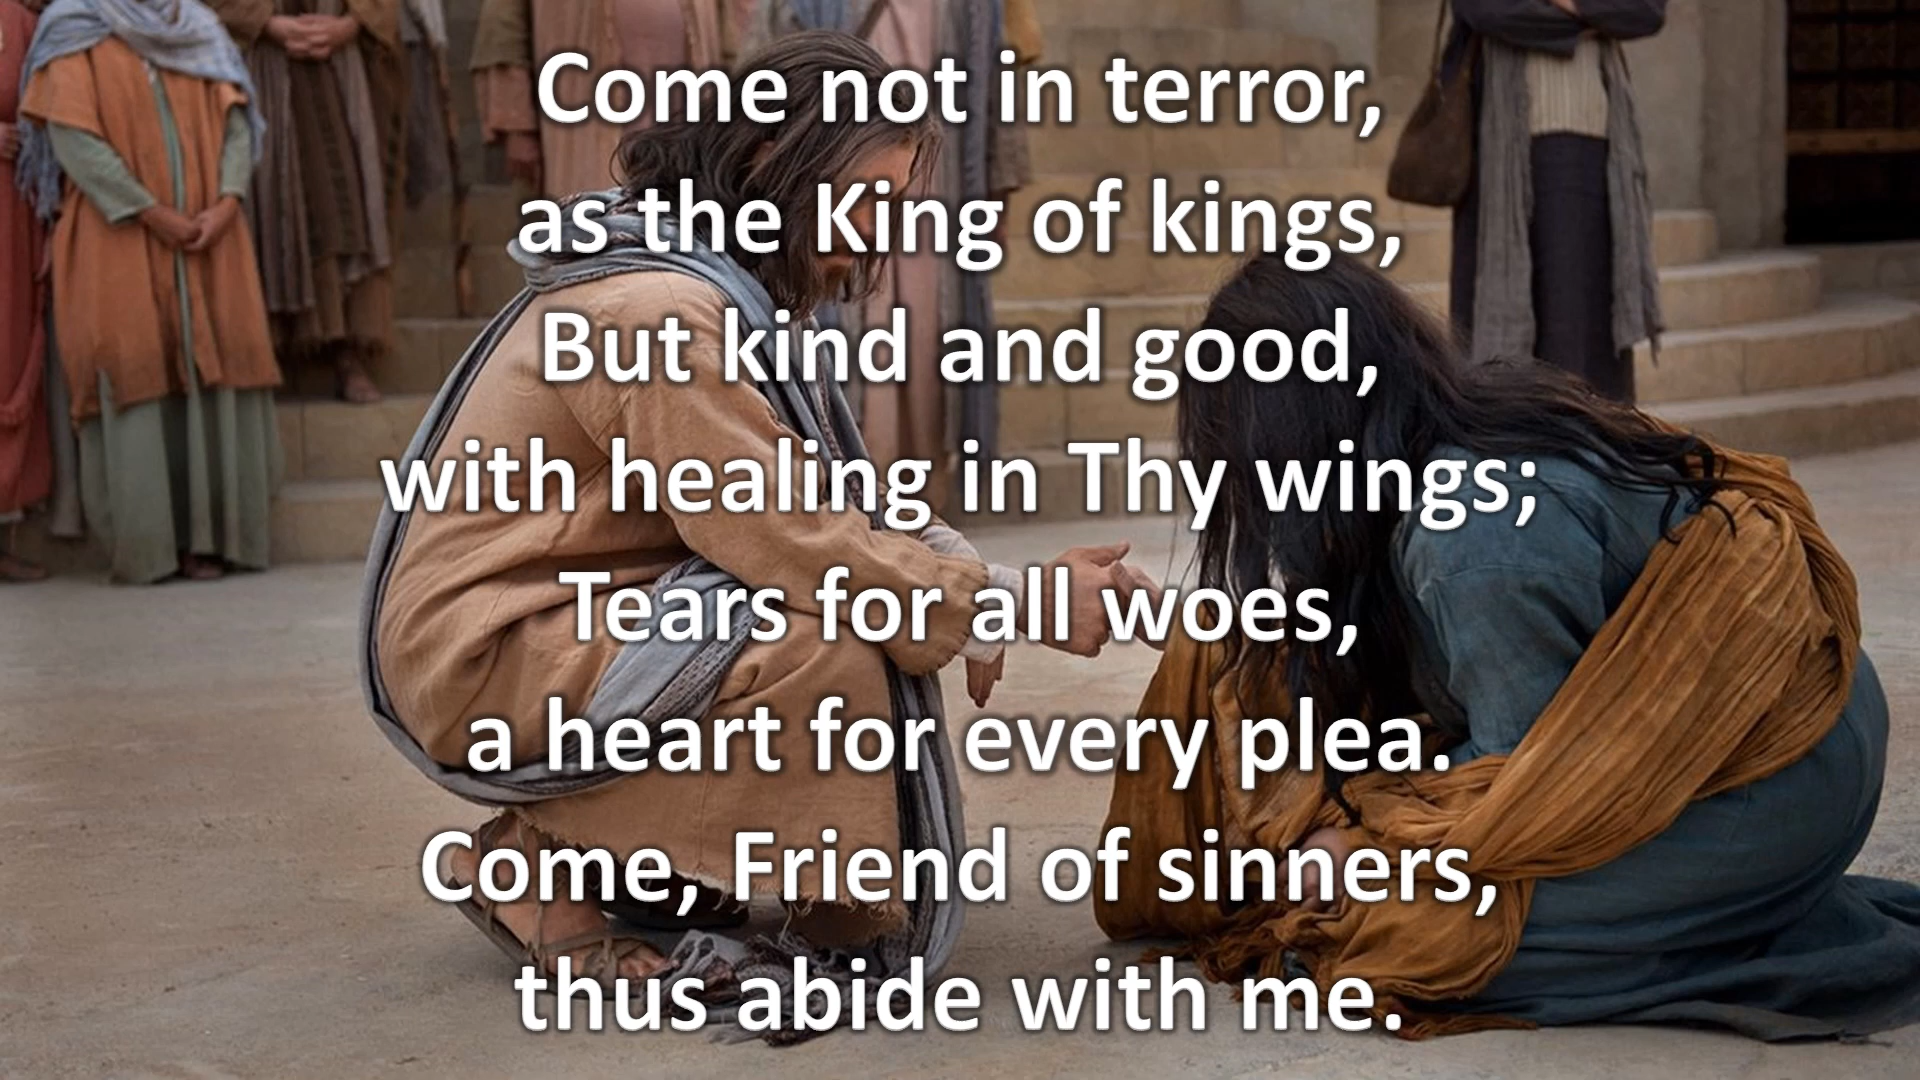 Come not in terror,
as the King of kings,
But kind and good,
with healing in Thy wings;
Tears for all woes,
a heart for every plea.
Come, Friend of sinners,
thus abide with me.